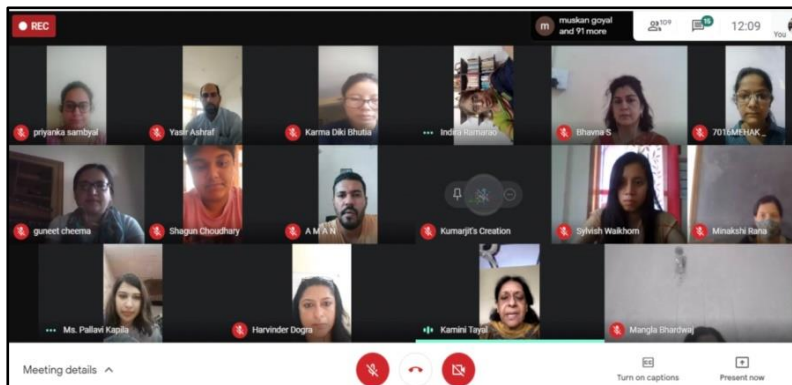 REC
muskan goyal
and 91 more
m
109
15
12:09
You
priyanka sambyal
Yasir Ashraf
Karma Diki Bhutia
Indira Ramarao
Bhavna S
7016MEHAK _
guneet cheema
Shagun Choudhary
A M A N
Kumarjit's Creation
Sylvish Waikhom
Minakshi Rana
Ms. Pallavi Kapila
Harvinder Dogra
Kamini Tayal
Mangla Bhardwaj
Meeting details
Turn on captions
Present now